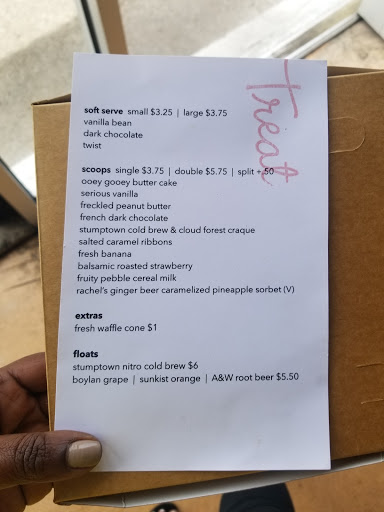 Treat
soft serve small $3.25 | large $3.75
vanilla bean
dark chocolate
twist
scoops single $3.75 | double $5.75 | split +.50
ooey gooey butter cake
serious vanilla
freckled peanut butter
french dark chocolate
stumptown cold brew & cloud forest craque
salted caramel ribbons
fresh banana
balsamic roasted strawberry
fruity pebble cereal milk
rachel's ginger beer caramelized pineapple sorbet (V)
extras
fresh waffle cone $1
floats
stumptown nitro cold brew $6
boylan grape | sunkist orange | A&W root beer $5.50